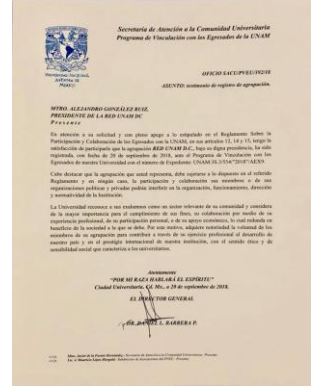 Secretaría de Atención a la Comunidad Universitaria
Programa de Vinculación con los Egresados de la UNAM
UNIVERSIDAD NACIONAL
AUTÓNOMA DE
MÉXICO
OFICIO/SACU/PVEU/392/18
ASUNTO: testimonio de registro de agrupación.
MTRO. ALEJANDRO GONZÁLEZ RUIZ,
PRESIDENTE DE LA RED UNAM DC
P r e s e n t e
En atención a su solicitud y con pleno apego a lo estipulado en el Reglamento Sobre la
Participación y Colaboración de los Egresados con la UNAM, en sus artículos 12, 14 y 15, tengo la
satisfacción de participarle que la agrupación RED UNAM D.C., bajo su digna presidencia, ha sido
registrada, con fecha de 20 de septiembre de 2018, ante el Programa de Vinculación con los
Egresados de nuestra Universidad con el número de Expediente:
Cabe destacar que la agrupación que usted representa, debe sujetarse a lo dispuesto en el referido
Reglamento y en ningún caso, la participación y colaboración sus miembros o de sus
organizaciones políticas y privadas podrán interferir en la organización, funcionamiento, dirección
y normatividad de la Institución.
La Universidad reconoce a sus exalumnos como un sector relevante de su comunidad y considera
de la mayor importancia para el cumplimiento de sus fines, su colaboración por medio de su
experiencia profesional, de su participación personal, o de su apoyo económico, lo cual redunda en
beneficio de la sociedad a la que se debe. Por este motivo, adquiere notoriedad la voluntad de los
miembros de su agrupación para contribuir a través de su ejercicio profesional al desarrollo de
nuestro país y en el prestigio internacional de nuestra institución, con el sentido ético y de
sensibilidad social que caracteriza a los universitarios.
Atentamente
"POR MI RAZA HABLARÁ EL ESPÍRITU"
Ciudad Universitaria, Cd. Mx., a 20 de septiembre de 2018.
EL DIRECTOR GENERAL
DR. DANIEL L. BARRERA P.